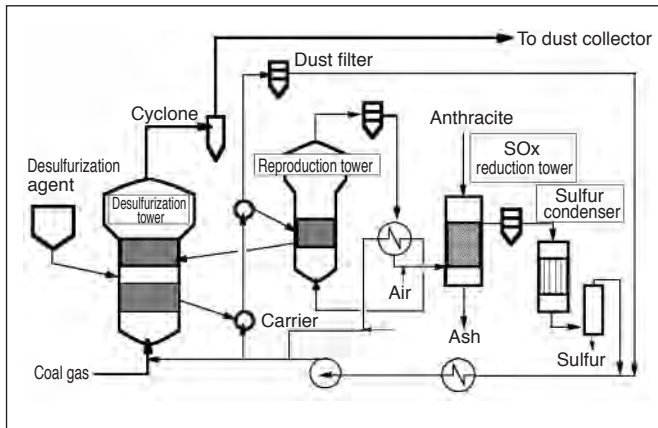 To dust collector
Dust filter
Cyclone
Anthracite
SOx
reduction tower
Desulfurization
agent
Desulfurization
tower
Reproduction tower
Sulfur
condenser
Air
Carrier
Ash
Sulfur
Coal gas